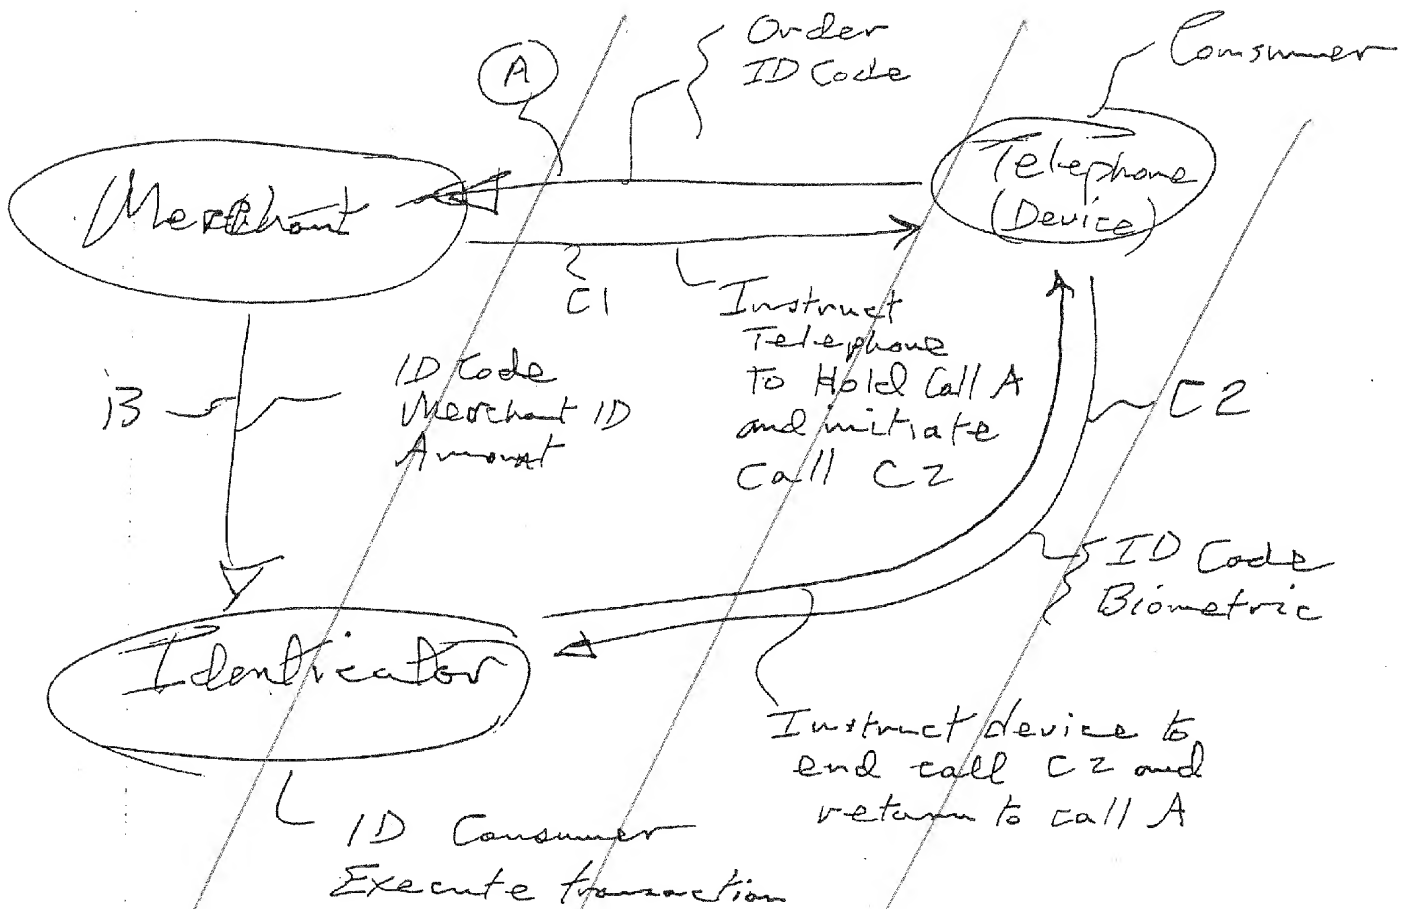 Order
ID Code
A
Consumer
Merchant
Telephone
(Device)
C1
Instruct
Telephone
to Hold Call A
and initiate
call C2
B
ID Code
Merchant ID
Amount
C2
ID Code
Biometric
Identicator
Instruct device to
end call C2 and
return to call A
ID Consumer
Execute transaction